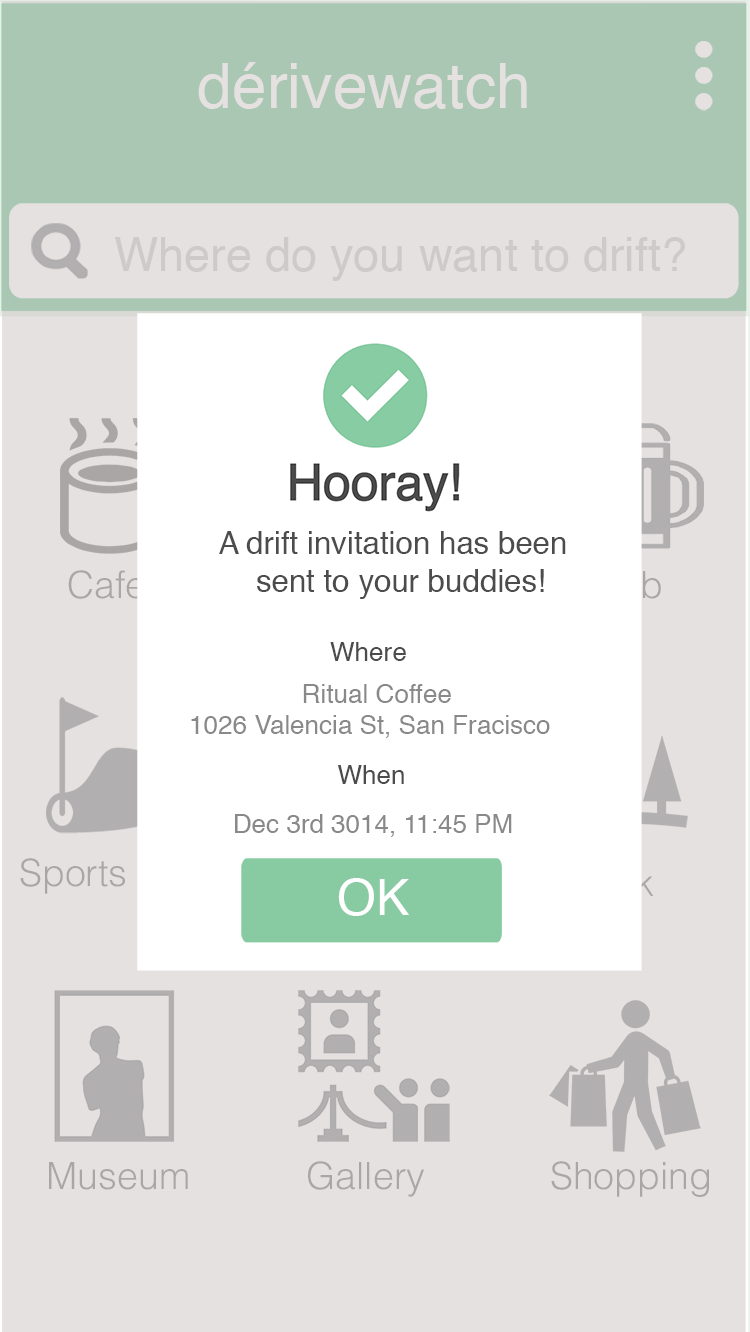 dérivewatch
Where do you want to drift?
Hooray!
A drift invitation has been
sent to your buddies!
Where
Ritual Coffee
1026 Valencia St, San Fracisco
When
Dec 3rd 3014, 11:45 PM
OK
Cafe
b
Sports
k
Museum
Gallery
Shopping